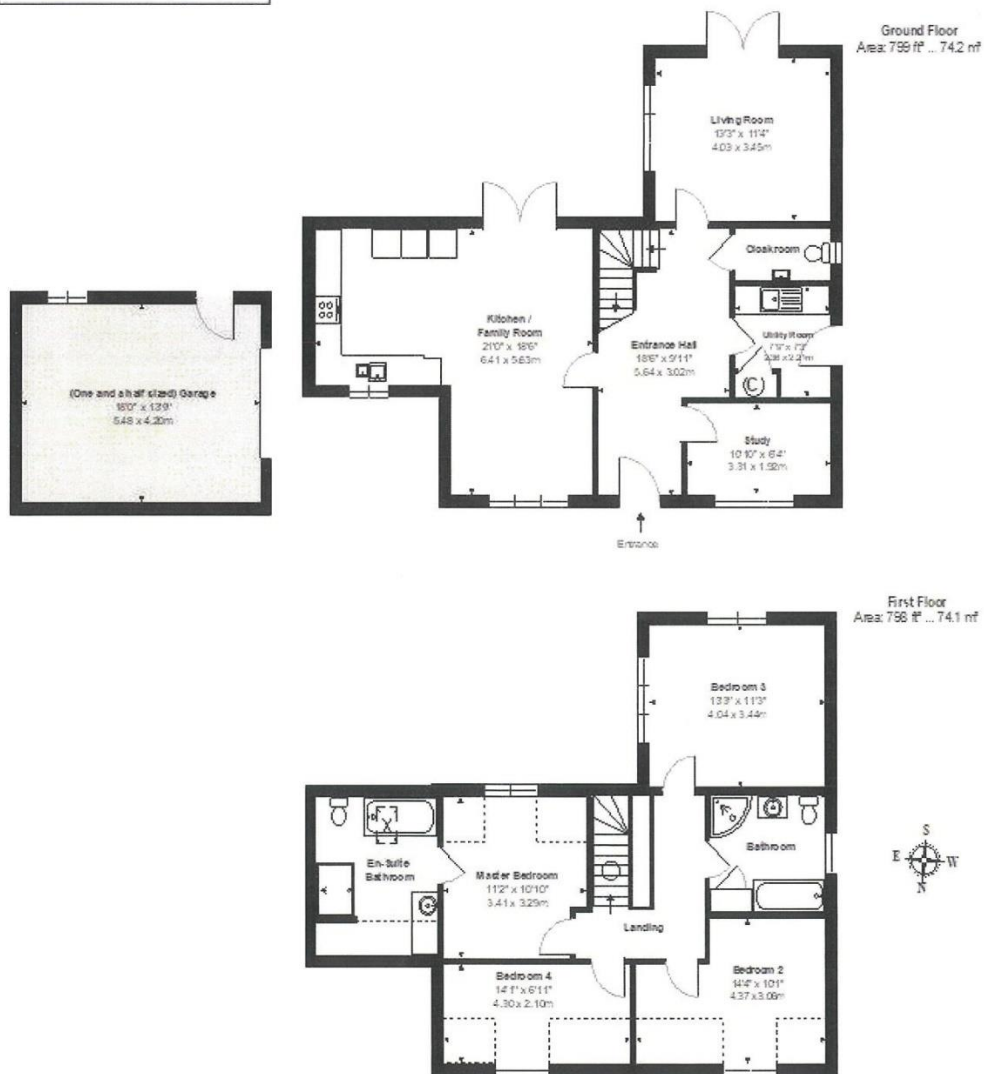 Ground Floor
Area: 799 ft² ... 74.2 m²
Living Room
13'3" x 11'4"
4.03 x 3.45m
Cloakroom
Kitchen /
Family Room
21'0" x 18'6"
6.41 x 5.63m
Entrance Hall
18'6" x 9'11"
5.64 x 3.02m
Utility Room
C
(One and a half sized) Garage
18'0" x 13'9"
5.48 x 4.20m
Study
10'10" x 6'4"
3.31 x 1.92m
Entrance
First Floor
Area: 798 ft² ... 74.1 m²
Bedroom 3
13'3" x 11'3"
4.04 x 3.44m
En-Suite
Bathroom
Master Bedroom
11'2" x 10'10"
3.41 x 3.29m
Bathroom
S
E W
N
Landing
Bedroom 4
14'1" x 6'11"
4.30 x 2.10m
Bedroom 2
14'4" x 10'1"
4.37 x 3.08m